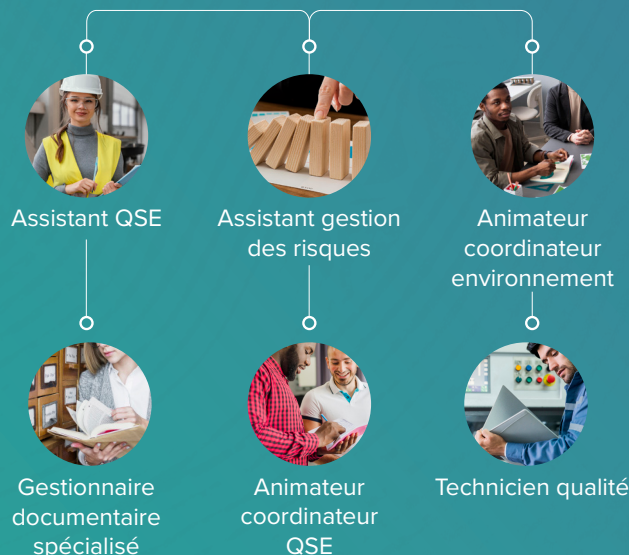 Assistant QSE
Assistant gestion
des risques
Animateur
coordinateur
environnement
Gestionnaire
documentaire
spécialisé
Animateur
coordinateur
QSE
Technicien qualité